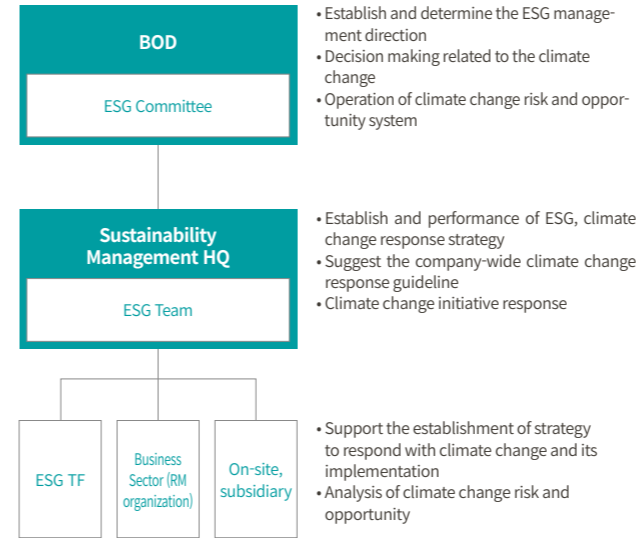 BOD
ESG Committee
• Establish and determine the ESG manage-
ment direction
• Decision making related to the climate
change
• Operation of climate change risk and oppor-
tunity system
Sustainability
Management HQ
ESG Team
• Establish and performance of ESG, climate
change response strategy
• Suggest the company-wide climate change
response guideline
• Climate change initiative response
ESG TF
Business
Sector (RM
organization)
On-site,
subsidiary
• Support the establishment of strategy
to respond with climate change and its
implementation
• Analysis of climate change risk and
opportunity